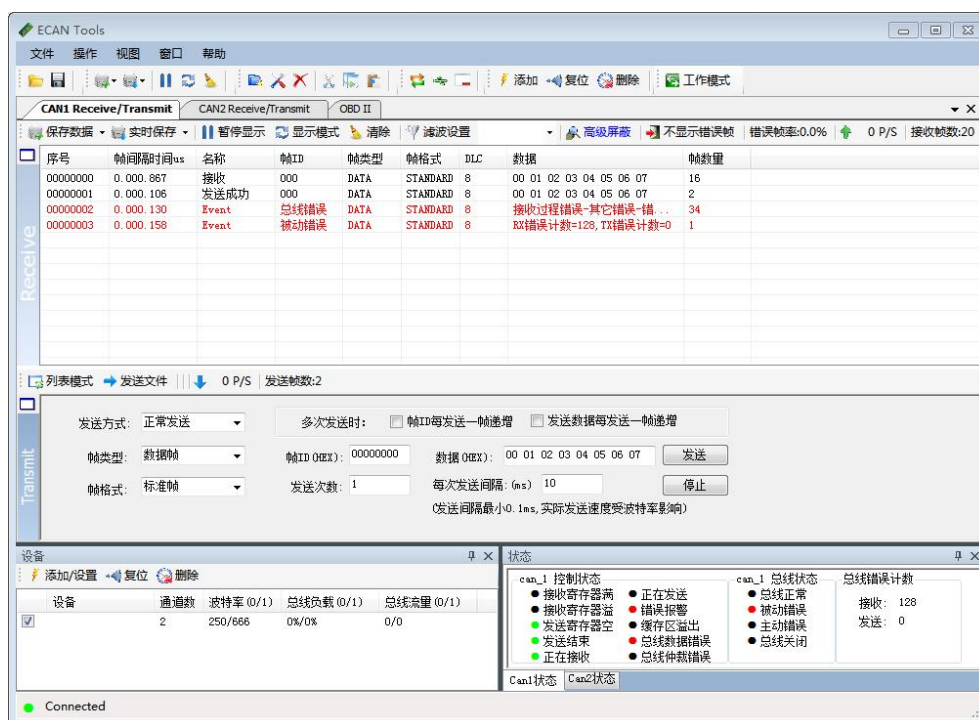 ECAN Tools
文件 操作 视图 窗口 帮助
添加 复位 删除 工作模式
CAN1 Receive/Transmit CAN2 Receive/Transmit OBD II
保存数据 实时保存 暂停显示 显示模式 清除 滤波设置 高级屏蔽 不显示错误帧 错误帧率:0.0% 0 P/S 接收帧数:20
序号 帧间隔时间us 名称 帧ID 帧类型 帧格式 DLC 数据 帧数量
00000000 0.000.867 接收 000 DATA STANDARD 8 00 01 02 03 04 05 06 07 16
00000001 0.000.106 发送成功 000 DATA STANDARD 8 00 01 02 03 04 05 06 07 2
00000002 0.000.130 Event 总线错误 DATA STANDARD 8 接收过程错误-其它错误-错... 34
00000003 0.000.158 Event 被动错误 DATA STANDARD 8 RX错误计数=128,TX错误计数=0 1
Receive
列表模式 发送文件 0 P/S 发送帧数:2
发送方式: 正常发送 多次发送时: 帧ID每发送一帧递增 发送数据每发送一帧递增
帧类型: 数据帧 帧ID(HEX): 00000000 数据(HEX): 00 01 02 03 04 05 06 07 发送
帧格式: 标准帧 发送次数: 1 每次发送间隔:(ms) 10 停止
(发送间隔最小0.1ms,实际发送速度受波特率影响)
Transmit
设备
添加/设置 复位 删除
设备 通道数 波特率(0/1) 总线负载(0/1) 总线流量(0/1)
2 250/666 0%/0% 0/0
状态
can_1 控制状态 can_1 总线状态 总线错误计数
接收寄存器满 正在发送 总线正常 接收: 128
接收寄存器溢 错误报警 被动错误 发送: 0
发送寄存器空 缓存区溢出 主动错误
发送结束 总线数据错误 总线关闭
正在接收 总线仲裁错误
Can1状态 Can2状态
Connected